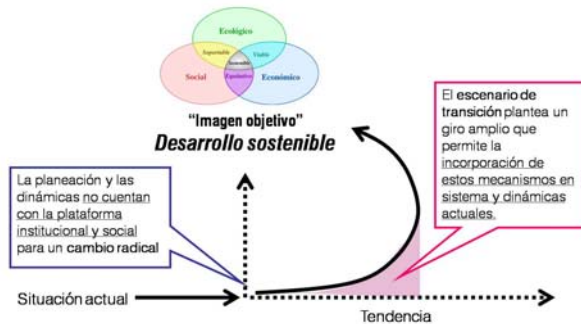 Ecológico
Soportable
Viable
Sostenible
Social
Equitativo
Económico
“Imagen objetivo”
Desarrollo sostenible
El escenario de
transición plantea un
giro amplio que
permite la
incorporación de
estos mecanismos en
sistema y dinámicas
actuales.
La planeación y las
dinámicas no cuentan
con la plataforma
institucional y social
para un cambio radical
Situación actual
Tendencia